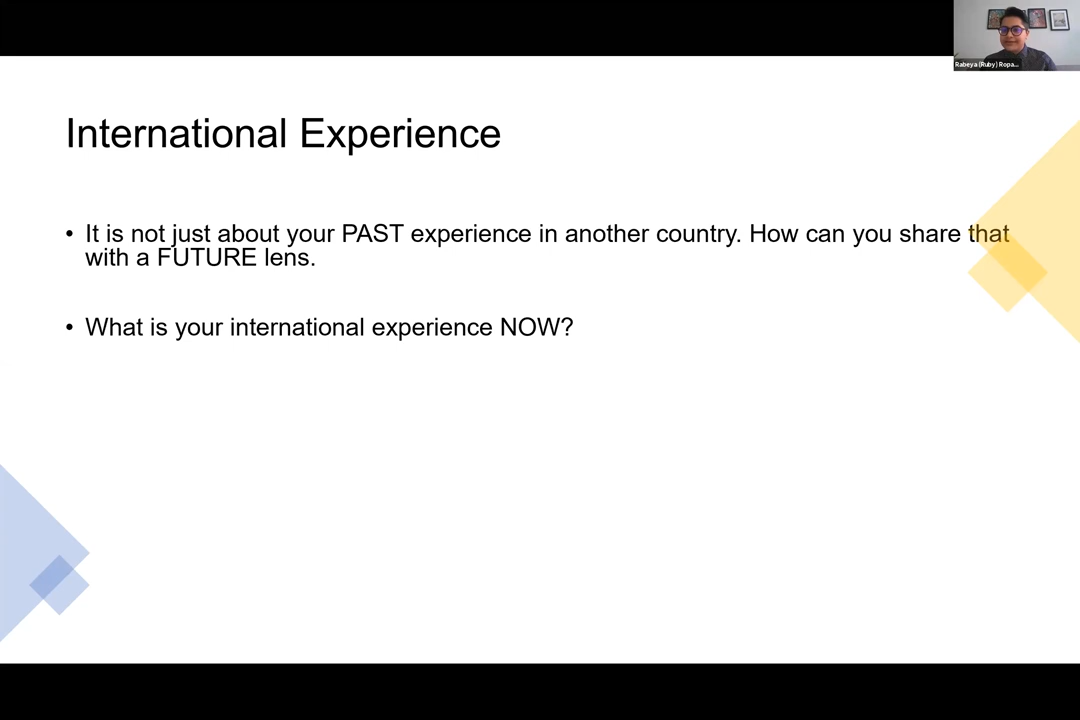 Rabeya (Ruby) Ropa...
International Experience
• It is not just about your PAST experience in another country. How can you share that
with a FUTURE lens.
• What is your international experience NOW?